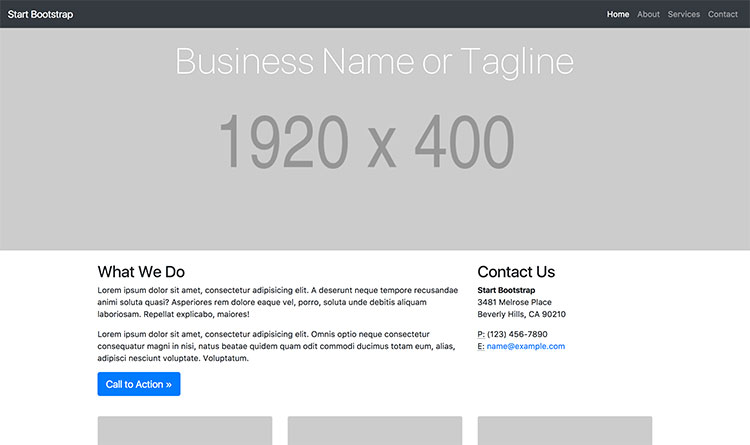 Start Bootstrap
Home About Services Contact
Business Name or Tagline
1920 x 400
What We Do
Lorem ipsum dolor sit amet, consectetur adipisicing elit. A deserunt neque tempore recusandae
animi soluta quasi? Asperiores rem dolore eaque vel, porro, soluta unde debitis aliquam
laboriosam. Repellat explicabo, maiores!
Lorem ipsum dolor sit amet, consectetur adipisicing elit. Omnis optio neque consectetur
consequatur magni in nisi, natus beatae quidem quam odit commodi ducimus totam eum, alias,
adipisci nesciunt voluptate. Voluptatum.
Call to Action »
Contact Us
Start Bootstrap
3481 Melrose Place
Beverly Hills, CA 90210
P: (123) 456-7890
E: name@example.com